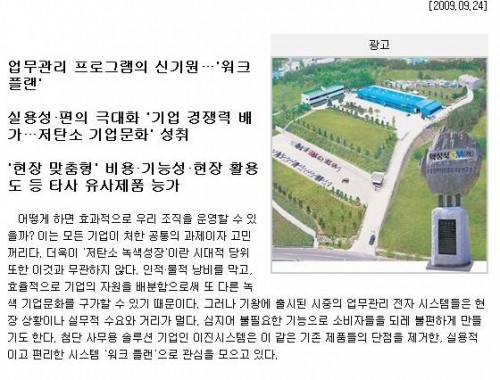 [2009.09.24]
업무관리 프로그램의 신기원…'워크
플랜'
실용성·편의 극대화 '기업 경쟁력 배
가…저탄소 기업문화' 성취
'현장 맞춤형' 비용·기능성·현장 활용
도 등 타사 유사제품 능가
광고
어떻게 하면 효과적으로 우리 조직을 운영할 수 있
을까? 이는 모든 기업이 처한 공통의 과제이자 고민
꺼리다. 더욱이 '저탄소 녹색성장'이란 시대적 당위
또한 이것과 무관하지 않다. 인적·물적 낭비를 막고,
효율적으로 기업의 자원을 배분함으로써 또 다른 녹
색 기업문화를 구가할 수 있기 때문이다. 그러나 기왕에 출시된 시중의 업무관리 전자 시스템들은 현
장 상황이나 실무적 수요와 거리가 멀다. 심지어 불필요한 기능으로 소비자들을 되레 불편하게 만들
기도 한다. 첨단 사무용 솔루션 기업인 이진시스템은 이 같은 기존 제품들의 단점을 제거한, 실용적
이고 편리한 시스템 '워크 플랜'으로 관심을 모으고 있다.